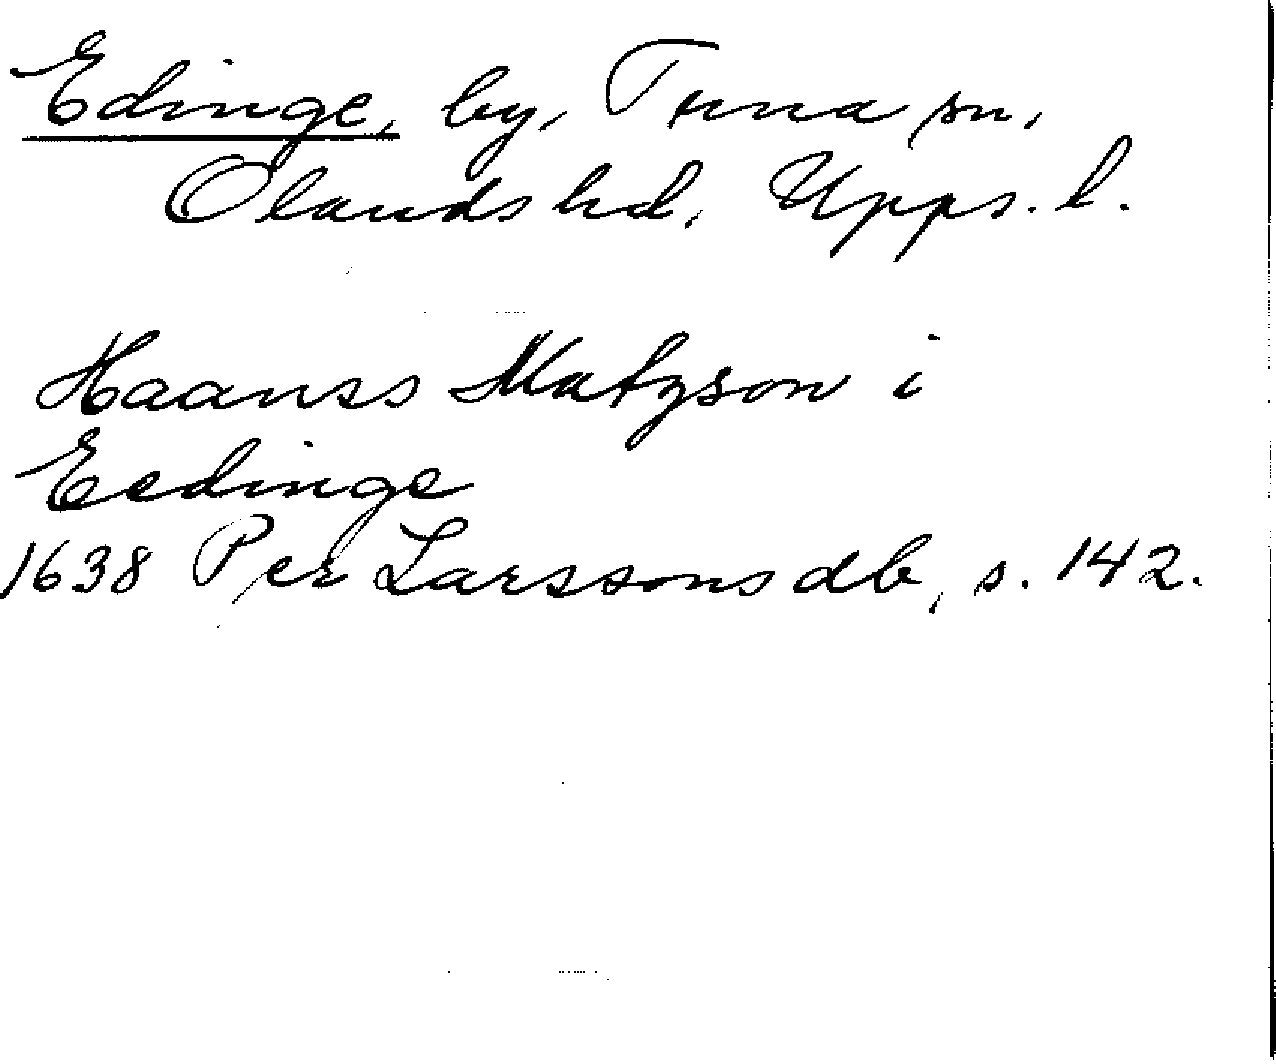 Edinge, by, Tuna sn,
Olands hd, Upps. l.
Haanss Matzson i
Eedinge
1638 Per Larssons db, s. 142.